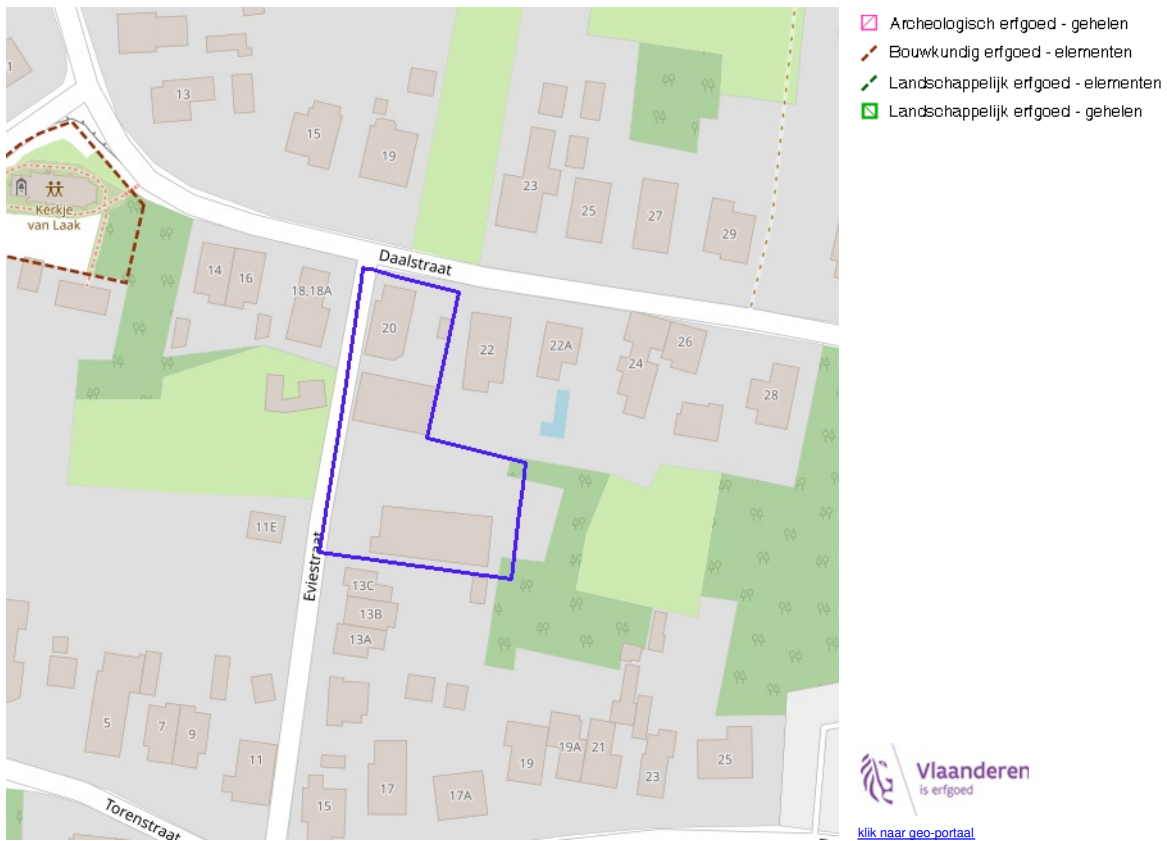 Archeologisch erfgoed - gehelen
Bouwkundig erfgoed - elementen
Landschappelijk erfgoed - elementen
Landschappelijk erfgoed - gehelen
1
13
15
19
23
25
27
29
Kerkje
van Laak
Daalstraat
14
16
18,18A
20
22
22A
24
26
28
11E
Eviestraat
13C
13B
13A
5
7
9
11
15
17
17A
19
19A
21
23
25
Torenstraat
Vlaanderen
is erfgoed
klik naar geo-portaal